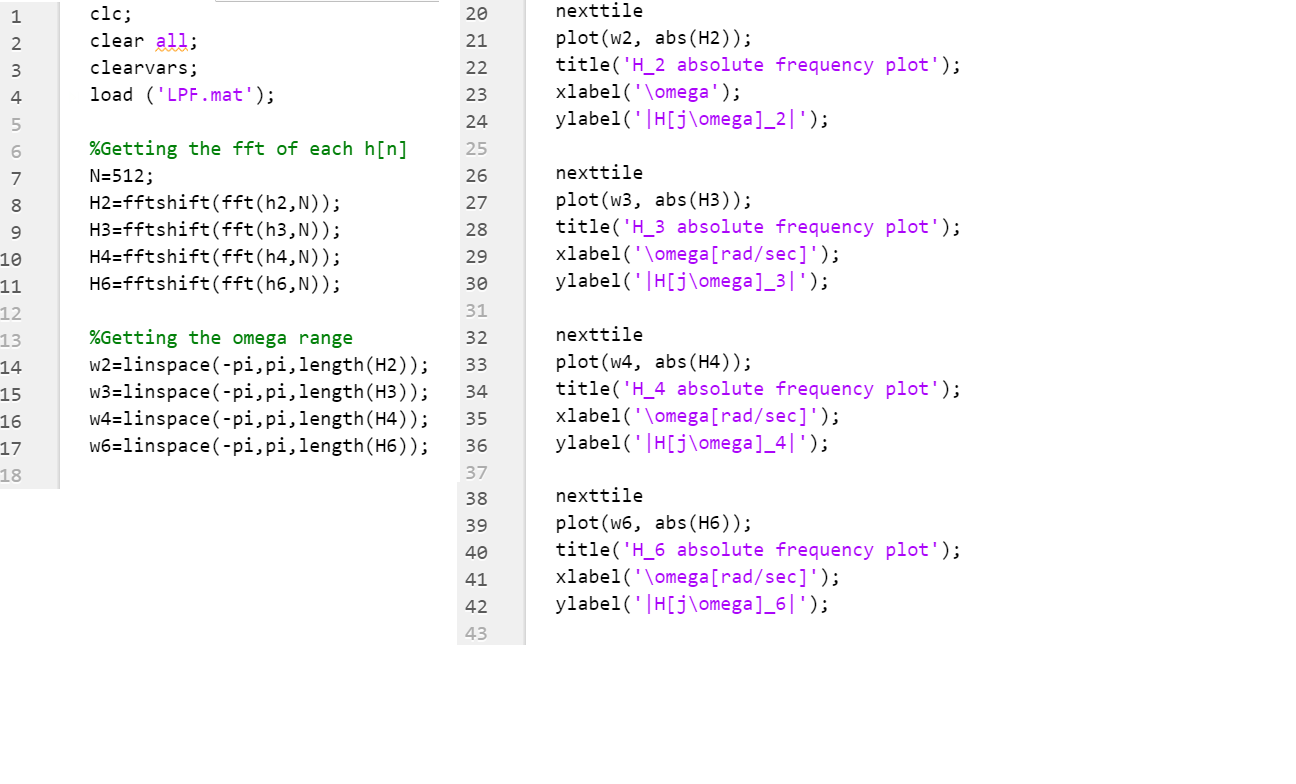 1 clc;
2 clear all;
3 clearvars;
4 load ('LPF.mat');
5
6 %Getting the fft of each h[n]
7 N=512;
8 H2=fftshift(fft(h2,N));
9 H3=fftshift(fft(h3,N));
10 H4=fftshift(fft(h4,N));
11 H6=fftshift(fft(h6,N));
12
13 %Getting the omega range
14 w2=linspace(-pi,pi,length(H2));
15 w3=linspace(-pi,pi,length(H3));
16 w4=linspace(-pi,pi,length(H4));
17 w6=linspace(-pi,pi,length(H6));
18
20 nexttile
21 plot(w2, abs(H2));
22 title('H_2 absolute frequency plot');
23 xlabel('\omega');
24 ylabel('|H[j\omega]_2|');
25
26 nexttile
27 plot(w3, abs(H3));
28 title('H_3 absolute frequency plot');
29 xlabel('\omega[rad/sec]');
30 ylabel('|H[j\omega]_3|');
31
32 nexttile
33 plot(w4, abs(H4));
34 title('H_4 absolute frequency plot');
35 xlabel('\omega[rad/sec]');
36 ylabel('|H[j\omega]_4|');
37
38 nexttile
39 plot(w6, abs(H6));
40 title('H_6 absolute frequency plot');
41 xlabel('\omega[rad/sec]');
42 ylabel('|H[j\omega]_6|');
43